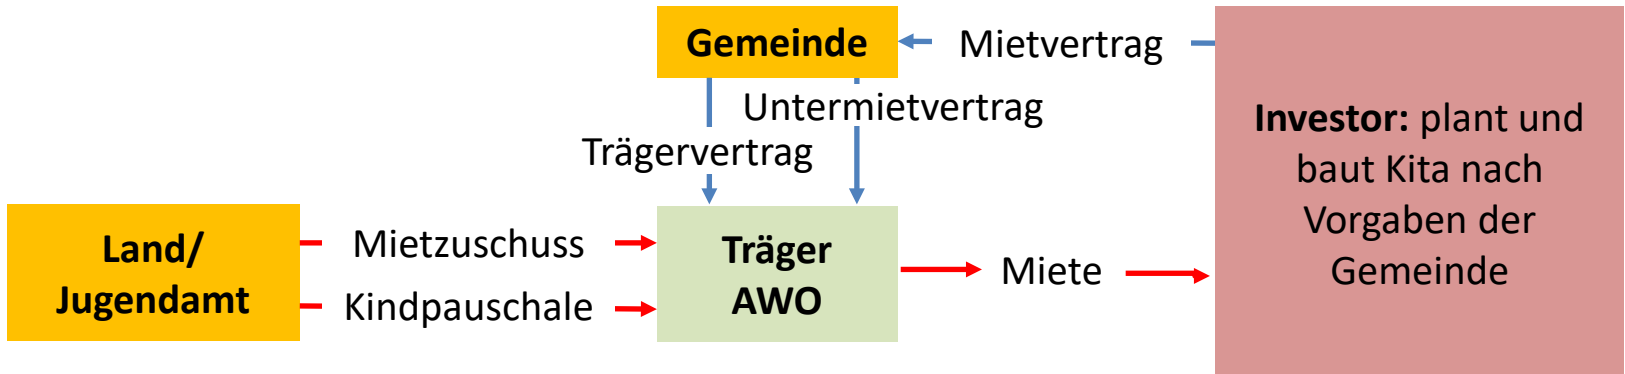 Gemeinde
Mietvertrag
Untermietvertrag
Trägervertrag
Investor: plant und
baut Kita nach
Vorgaben der
Gemeinde
Land/
Jugendamt
Mietzuschuss
Kindpauschale
Träger
AWO
Miete